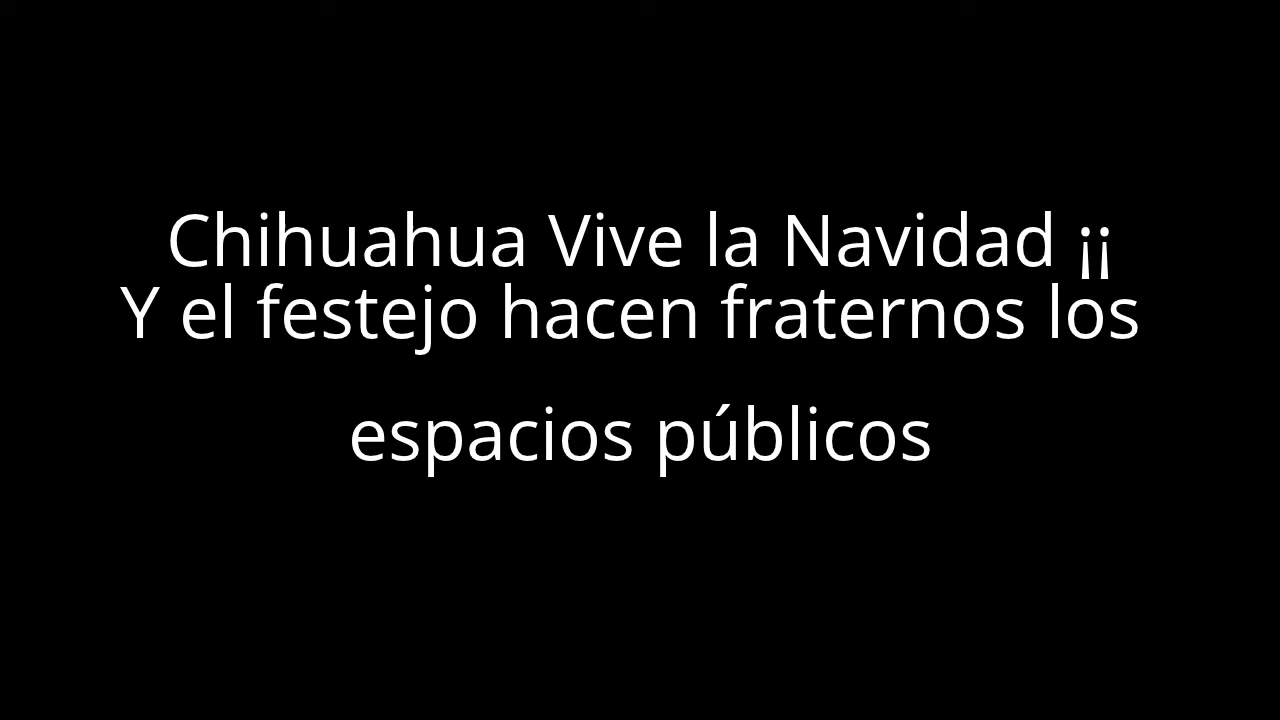 Chihuahua Vive la Navidad ¡¡
Y el festejo hacen fraternos los
espacios públicos